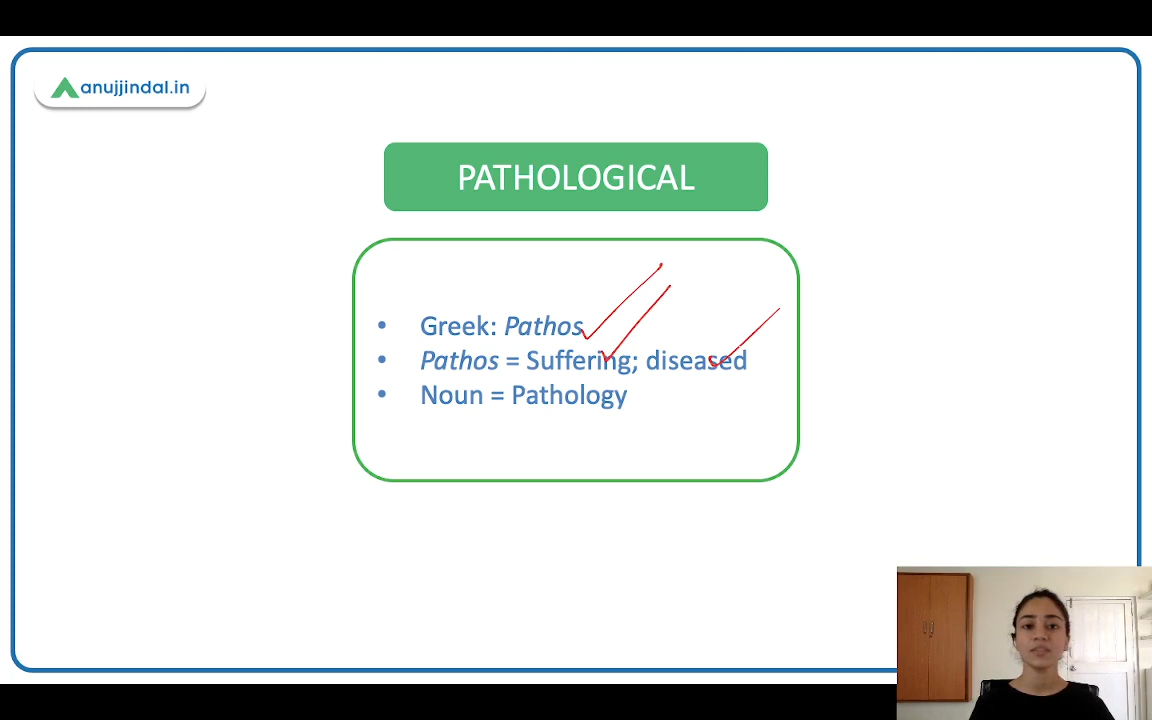 anujjindal.in
PATHOLOGICAL
• Greek: Pathos
• Pathos = Suffering; diseased
• Noun = Pathology